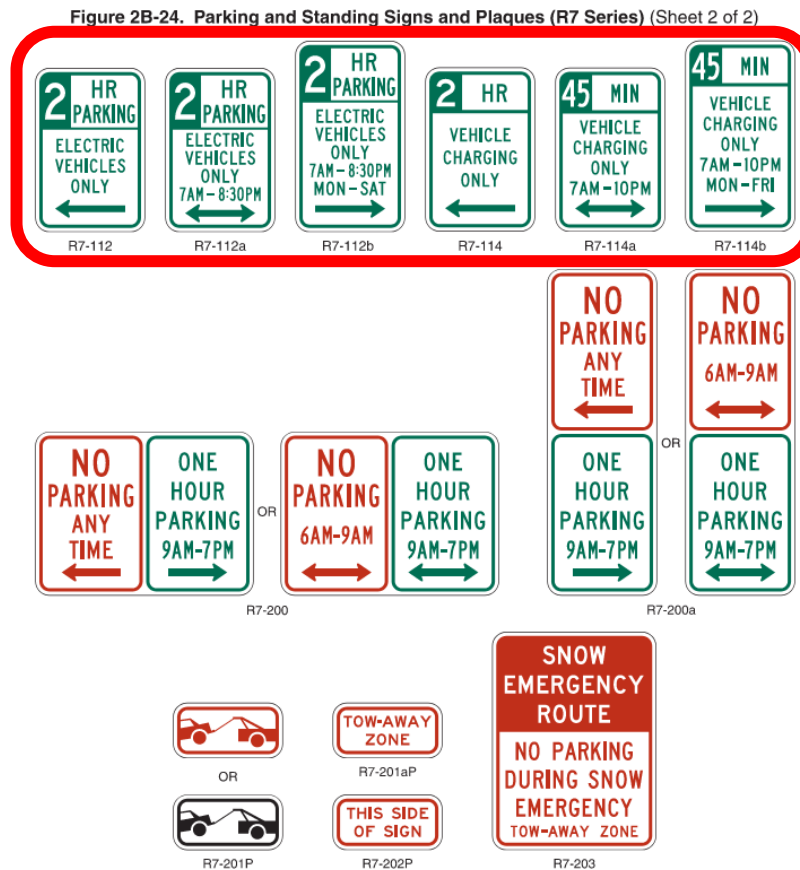 Figure 2B-24. Parking and Standing Signs and Plaques (R7 Series) (Sheet 2 of 2)
2 HR
PARKING
ELECTRIC
VEHICLES
ONLY
R7-112
2 HR
PARKING
ELECTRIC
VEHICLES
ONLY
7AM-8:30PM
R7-112a
2 HR
PARKING
ELECTRIC
VEHICLES
ONLY
7AM-8:30PM
MON-SAT
R7-112b
2 HR
VEHICLE
CHARGING
ONLY
R7-114
45 MIN
VEHICLE
CHARGING
ONLY
7AM-10PM
R7-114a
45 MIN
VEHICLE
CHARGING
ONLY
7AM-10PM
MON-FRI
R7-114b
NO
PARKING
ANY
TIME
ONE
HOUR
PARKING
9AM-7PM
OR
NO
PARKING
6AM-9AM
ONE
HOUR
PARKING
9AM-7PM
R7-200
NO
PARKING
ANY
TIME
ONE
HOUR
PARKING
9AM-7PM
OR
NO
PARKING
6AM-9AM
ONE
HOUR
PARKING
9AM-7PM
R7-200a
OR
R7-201P
TOW-AWAY
ZONE
R7-201aP
THIS SIDE
OF SIGN
R7-202P
SNOW
EMERGENCY
ROUTE
NO PARKING
DURING SNOW
EMERGENCY
TOW-AWAY ZONE
R7-203